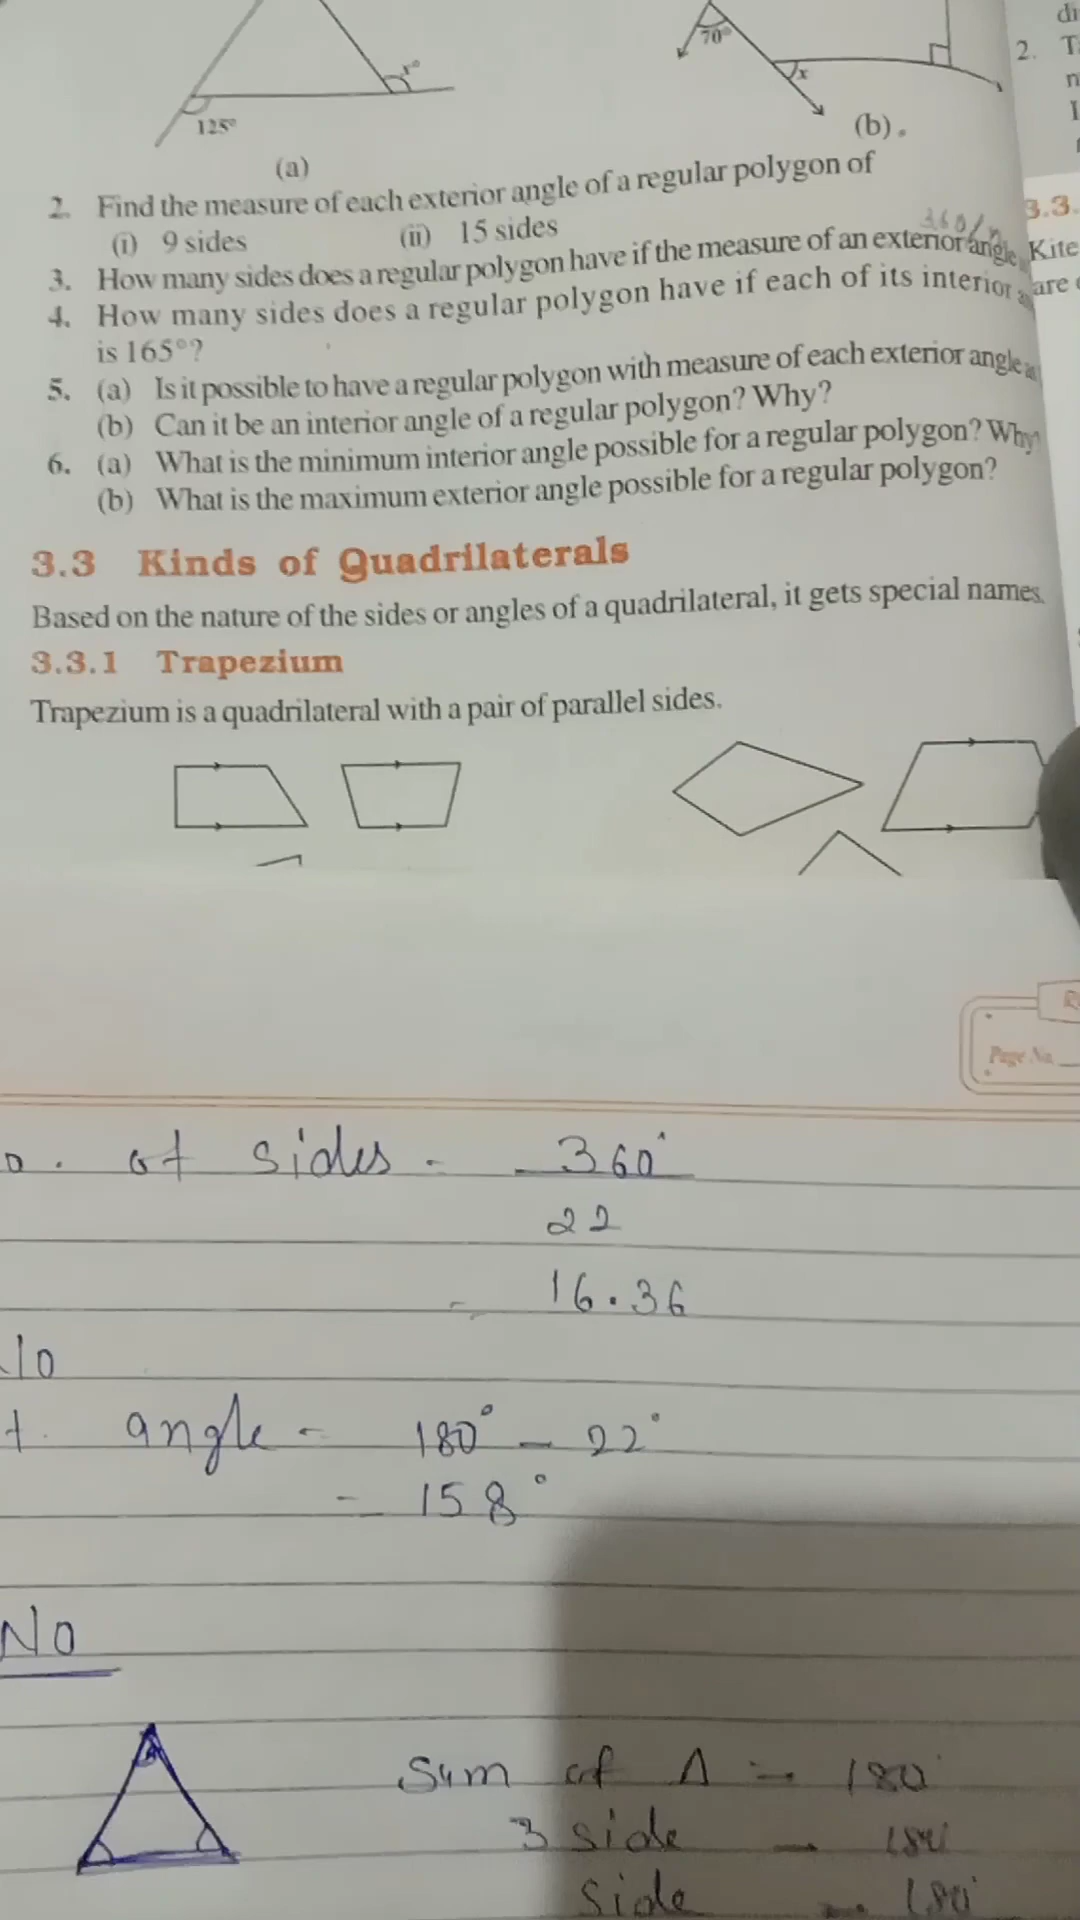 125°
x°
(a)
70°
x
(b)
2. Find the measure of each exterior angle of a regular polygon of
(i) 9 sides (ii) 15 sides
360/n
3. How many sides does a regular polygon have if the measure of an exterior angle
4. How many sides does a regular polygon have if each of its interior
is 165°?
5. (a) Is it possible to have a regular polygon with measure of each exterior angle
(b) Can it be an interior angle of a regular polygon? Why?
6. (a) What is the minimum interior angle possible for a regular polygon? Why
(b) What is the maximum exterior angle possible for a regular polygon?
3.3 Kinds of Quadrilaterals
Based on the nature of the sides or angles of a quadrilateral, it gets special names.
3.3.1 Trapezium
Trapezium is a quadrilateral with a pair of parallel sides.
2.
3.3.
Kite
are
Page No.
of sides - 360°
22
- 16.36
No
angle - 180° - 22°
- 158°
No
Sum of Δ - 180°
3 side -
side - 180°